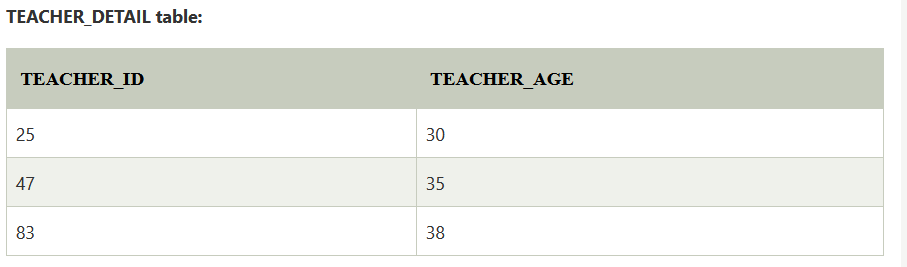 TEACHER_DETAIL table:
TEACHER_ID TEACHER_AGE
25 30
47 35
83 38